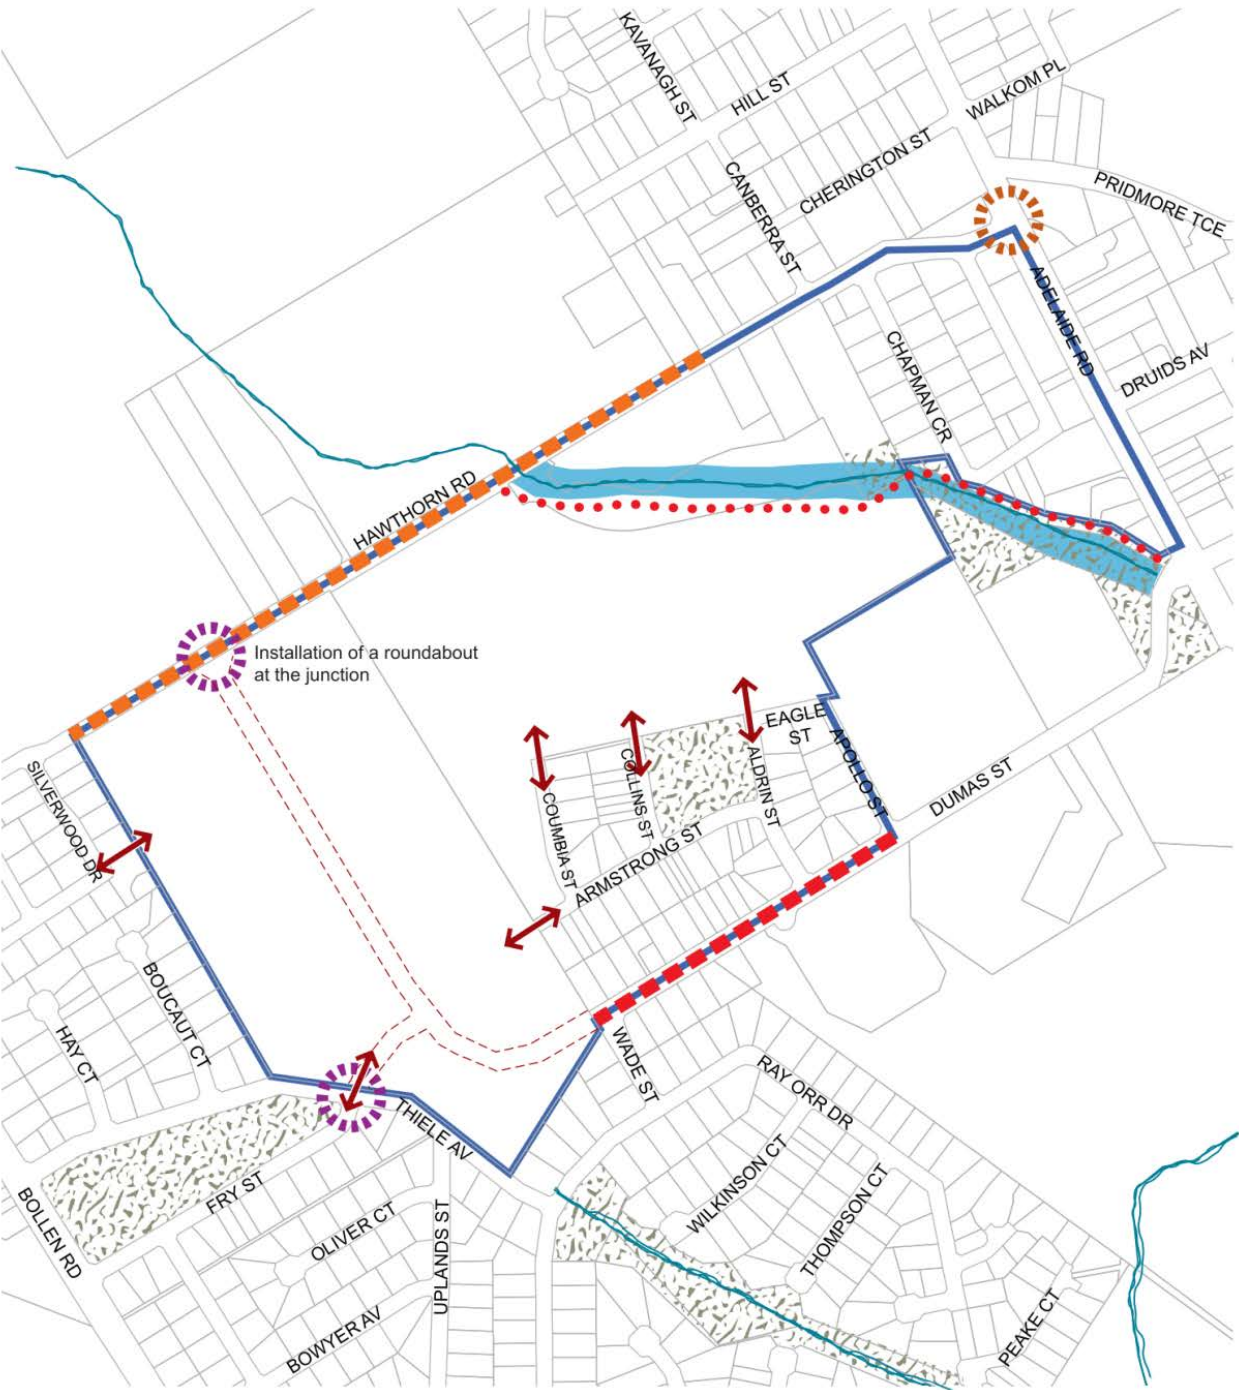 KAVANAGH ST
HILL ST
WALKOM PL
CHERINGTON ST
CANBERRA ST
PRIDMORE TCE
ADELAIDE RD
CHAPMAN CR
DRUIDS AV
HAWTHORN RD
Installation of a roundabout
at the junction
EAGLE
ST
SILVERWOOD DR
COLLINS ST
ALDRIN ST
APOLLO ST
DUMAS ST
COLUMBIA ST
ARMSTRONG ST
BOUCAUT CT
HAY CT
WADE ST
RAY ORR DR
THIELE AV
WILKINSON CT
THOMPSON CT
FRY ST
BOLLEN RD
OLIVER CT
UPLANDS ST
BOWYER AV
PEAKE CT